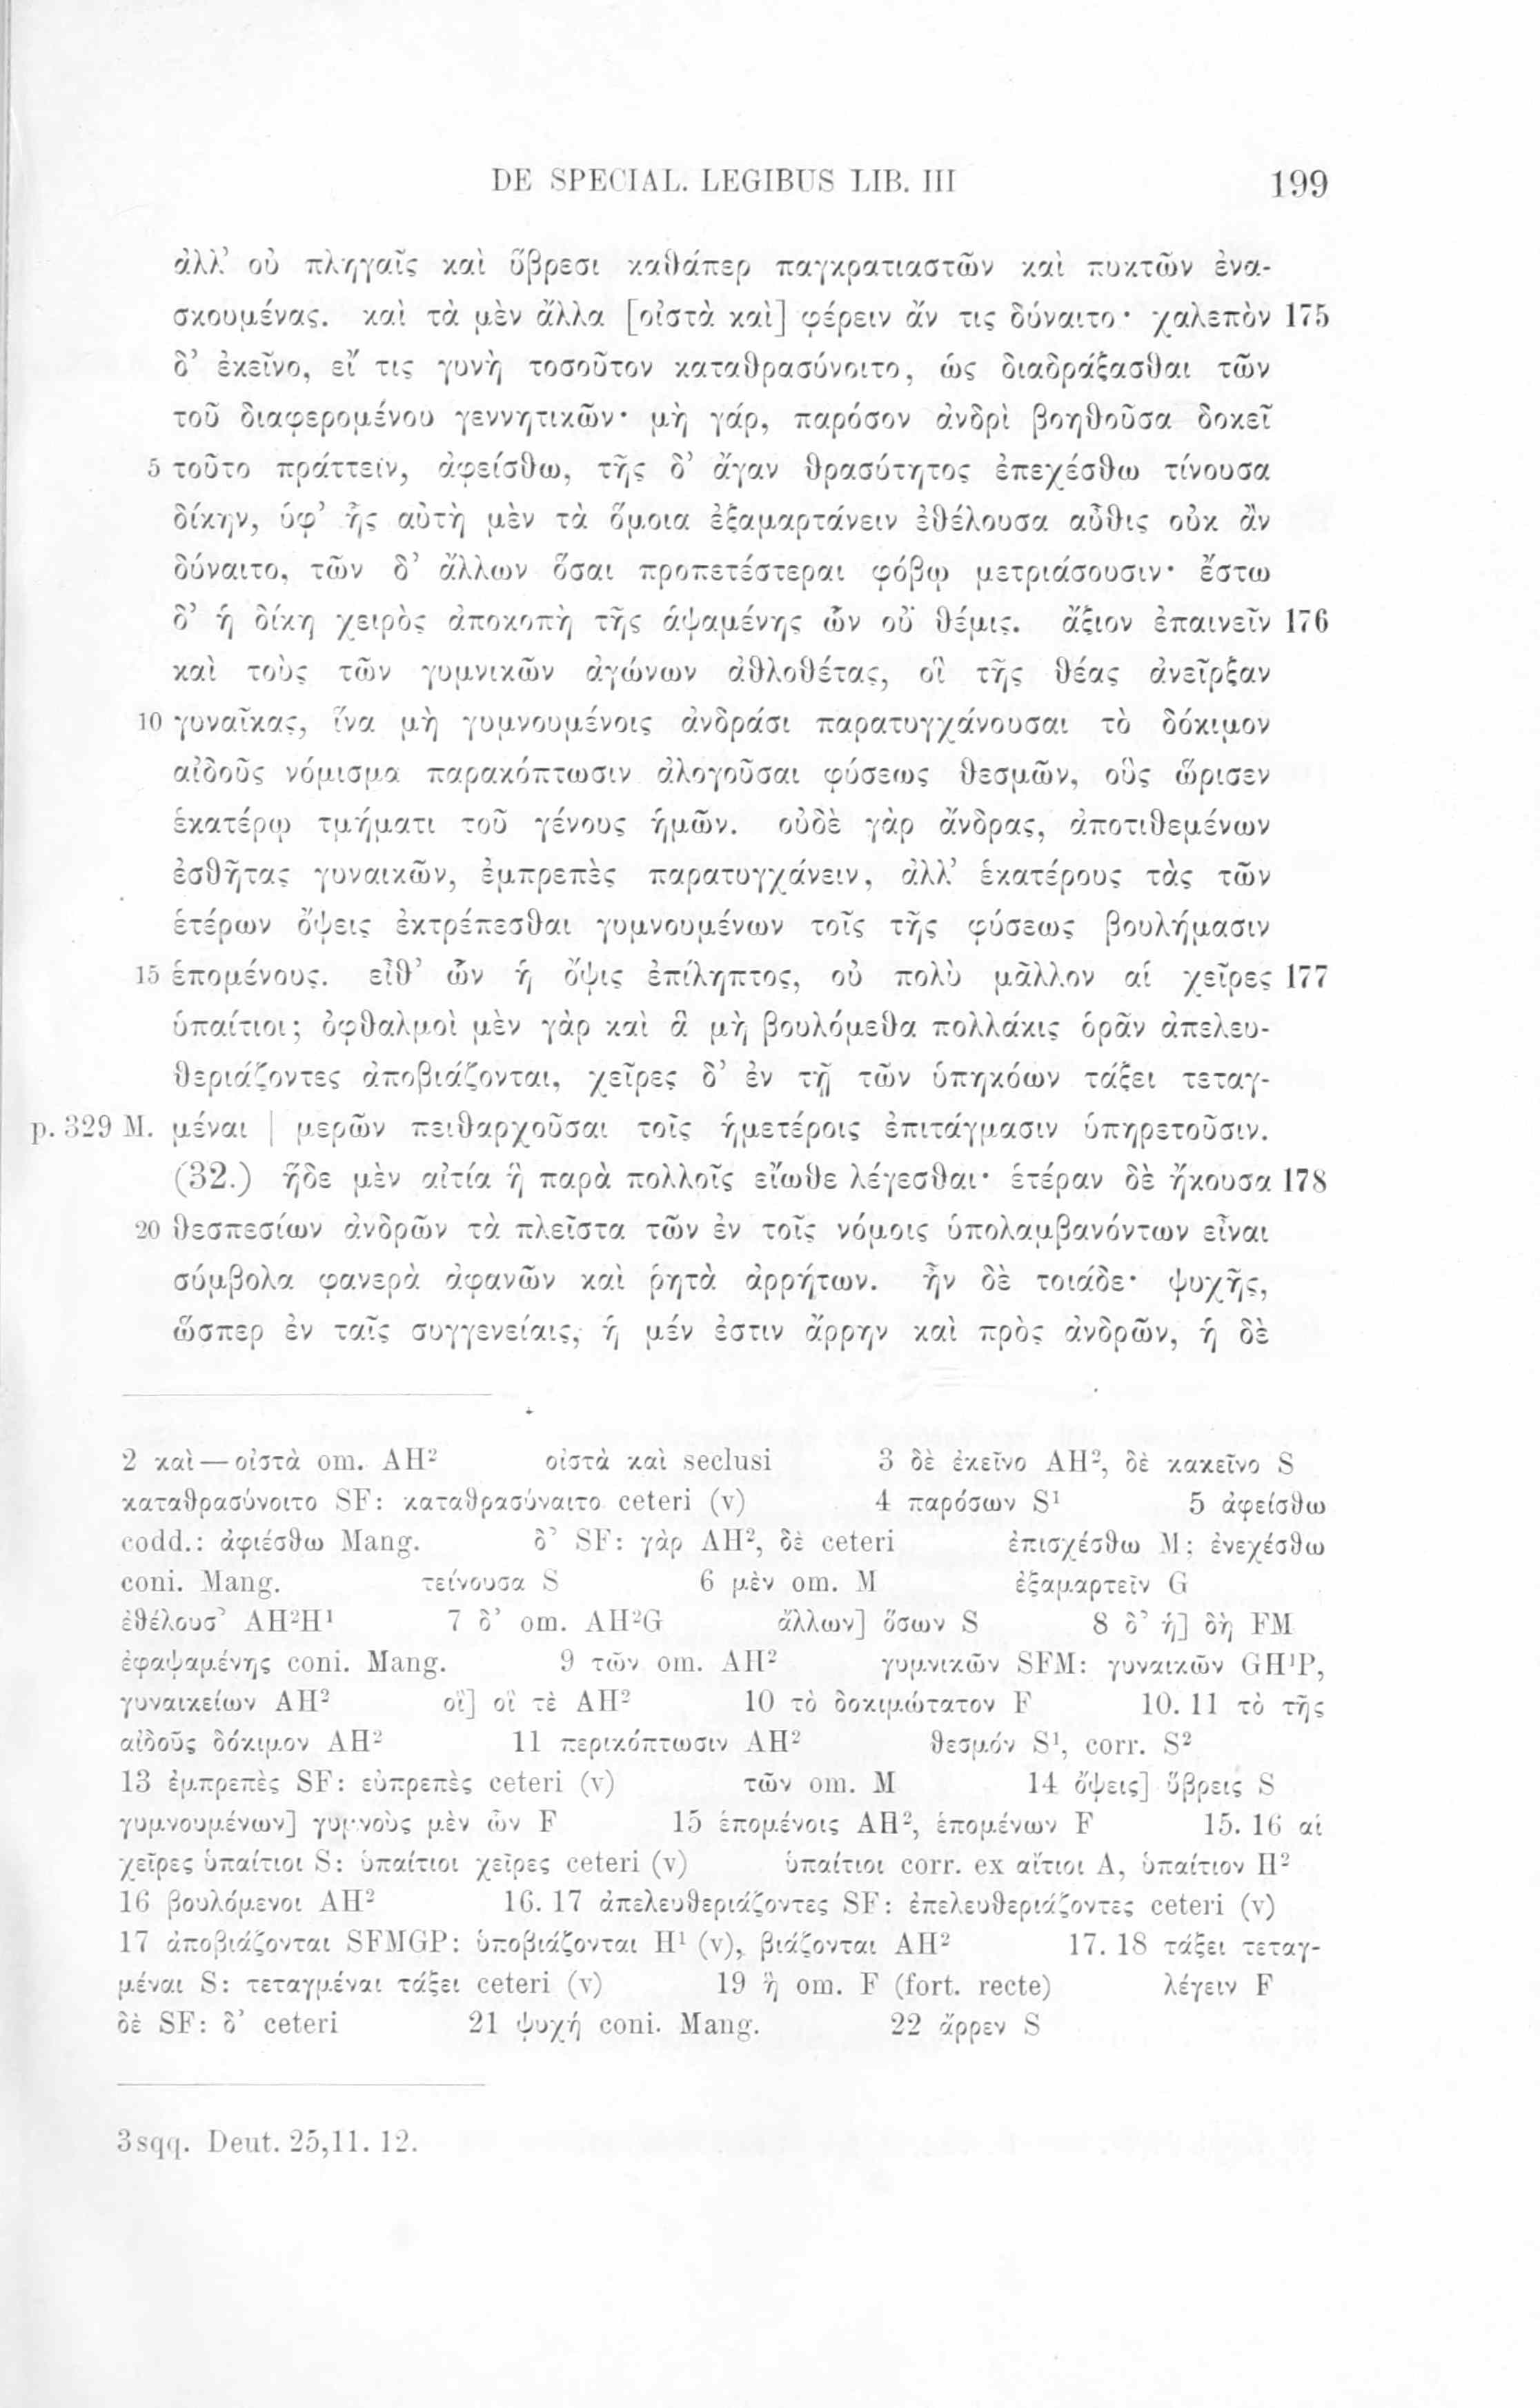 DE SPECIAL. LEGIBUS LIB. III 199
ἀλλ’ οὐ πληγαῖς καὶ ὕβρεσι καθάπερ παγκρατιαστῶν καὶ πυκτῶν ἐνα-
σκουμένας. καὶ τὰ μὲν ἄλλα [οἰστὰ καὶ] φέρειν ἄν τις δύναιτο· χαλεπὸν 175
δ’ ἐκεῖνο, εἴ τις γυνὴ τοσοῦτον καταθρασύνοιτο, ὡς διαδράξασθαι τῶν
τοῦ διαφερομένου γεννητικῶν· μὴ γάρ, παρόσον ἀνδρὶ βοηθοῦσα δοκεῖ
5 τοῦτο πράττειν, ἀφείσθω, τῆς δ’ ἄγαν θρασύτητος ἐπεχέσθω τίνουσα
δίκην, ὑφ’ ἧς αὐτὴ μὲν τὰ ὅμοια ἐξαμαρτάνειν ἐθέλουσα αὖθις οὐκ ἂν
δύναιτο, τῶν δ’ ἄλλων ὅσαι προπετέστεραι φόβῳ μετριάσουσιν· ἔστω
δ’ ἡ δίκη χειρὸς ἀποκοπὴ τῆς ἁψαμένης ὧν οὐ θέμις. ἄξιον ἐπαινεῖν 176
καὶ τοὺς τῶν γυμνικῶν ἀγώνων ἀθλοθέτας, οἳ τῆς θέας ἀνεῖρξαν
10 γυναῖκας, ἵνα μὴ γυμνουμένοις ἀνδράσι παρατυγχάνουσαι τὸ δόκιμον
αἰδοῦς νόμισμα παρακόπτωσιν ἀλογοῦσαι φύσεως θεσμῶν, οὓς ὥρισεν
ἑκατέρῳ τμήματι τοῦ γένους ἡμῶν. οὐδὲ γὰρ ἄνδρας, ἀποτιθεμένων
ἐσθῆτας γυναικῶν, ἐμπρεπὲς παρατυγχάνειν, ἀλλ’ ἑκατέρους τὰς τῶν
ἑτέρων ὄψεις ἐκτρέπεσθαι γυμνουμένων τοῖς τῆς φύσεως βουλήμασιν
15 ἑπομένους. εἶθ’ ὧν ἡ ὄψις ἐπίληπτος, οὐ πολὺ μᾶλλον αἱ χεῖρες 177
ὑπαίτιοι; ὀφθαλμοὶ μὲν γὰρ καὶ ἃ μὴ βουλόμεθα πολλάκις ὁρᾶν ἀπελευ-
θεριάζοντες ἀποβιάζονται, χεῖρες δ’ ἐν τῇ τῶν ὑπηκόων τάξει τεταγ-
p. 329 M. μέναι | μερῶν πειθαρχοῦσαι τοῖς ἡμετέροις ἐπιτάγμασιν ὑπηρετοῦσιν.
(32.) ἥδε μὲν αἰτία ἣ παρὰ πολλοῖς εἴωθε λέγεσθαι· ἑτέραν δὲ ἤκουσα 178
20 θεσπεσίων ἀνδρῶν τὰ πλεῖστα τῶν ἐν τοῖς νόμοις ὑπολαμβανόντων εἶναι
σύμβολα φανερὰ ἀφανῶν καὶ ῥητὰ ἀρρήτων. ἦν δὲ τοιάδε· ψυχῆς,
ὥσπερ ἐν ταῖς συγγενείαις, ἡ μέν ἐστιν ἄρρην καὶ πρὸς ἀνδρῶν, ἡ δὲ
2 καὶ—οἰστὰ om. AH² οἰστὰ καὶ seclusi 3 δὲ ἐκεῖνο AH², δὲ κακεῖνο S
καταθρασύνοιτο SF: καταθρασύναιτο ceteri (v) 4 παρόσων S¹ 5 ἀφείσθω
codd.: ἀφιέσθω Mang. δ’ SF: γὰρ AH², δὲ ceteri ἐπισχέσθω M: ἐνεχέσθω
coni. Mang. τείνουσα S 6 μὲν om. M ἐξαμαρτεῖν G
ἐθέλουσ’ AH²H¹ 7 δ’ om. AH²G ἄλλων] ὅσων S 8 δ’ ἡ] δὴ FM
ἐφαψαμένης coni. Mang. 9 τῶν om. AH² γυμνικῶν SFM: γυναικῶν GH¹P,
γυναικείων AH² οἳ] οἵ τε AH² 10 τὸ δοκιμώτατον F 10. 11 τὸ τῆς
αἰδοῦς δόκιμον AH² 11 περικόπτωσιν AH² θεσμόν S¹, corr. S²
13 ἐμπρεπὲς SF: εὐπρεπὲς ceteri (v) τῶν om. M 14 ὄψεις] ὕβρεις S
γυμνουμένων] γυμνοὺς μὲν ὧν F 15 ἑπομένοις AH², ἑπομένων F 15. 16 αἱ
χεῖρες ὑπαίτιοι S: ὑπαίτιοι χεῖρες ceteri (v) ὑπαίτιοι corr. ex αἴτιοι A, ὑπαίτιον H²
16 βουλόμενοι AH² 16. 17 ἀπελευθεριάζοντες SF: ἐπελευθεριάζοντες ceteri (v)
17 ἀποβιάζονται SFMGP: ὑποβιάζονται H¹ (v), βιάζονται AH² 17. 18 τάξει τεταγ-
μέναι S: τεταγμέναι τάξει ceteri (v) 19 ἣ om. F (fort. recte) λέγειν F
δὲ SF: δ’ ceteri 21 ψυχή coni. Mang. 22 ἄρρεν S
3 sqq. Deut. 25,11. 12.